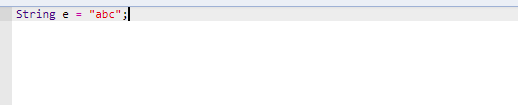 String e = "abc";